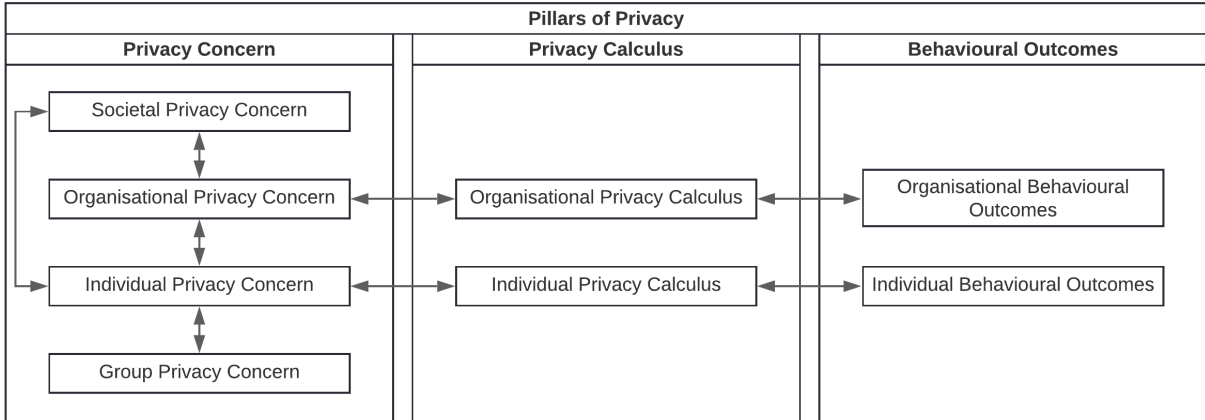 Pillars of Privacy
Privacy Concern
Privacy Calculus
Behavioural Outcomes
Societal Privacy Concern
Organisational Privacy Concern
Organisational Privacy Calculus
Organisational Behavioural
Outcomes
Individual Privacy Concern
Individual Privacy Calculus
Individual Behavioural Outcomes
Group Privacy Concern